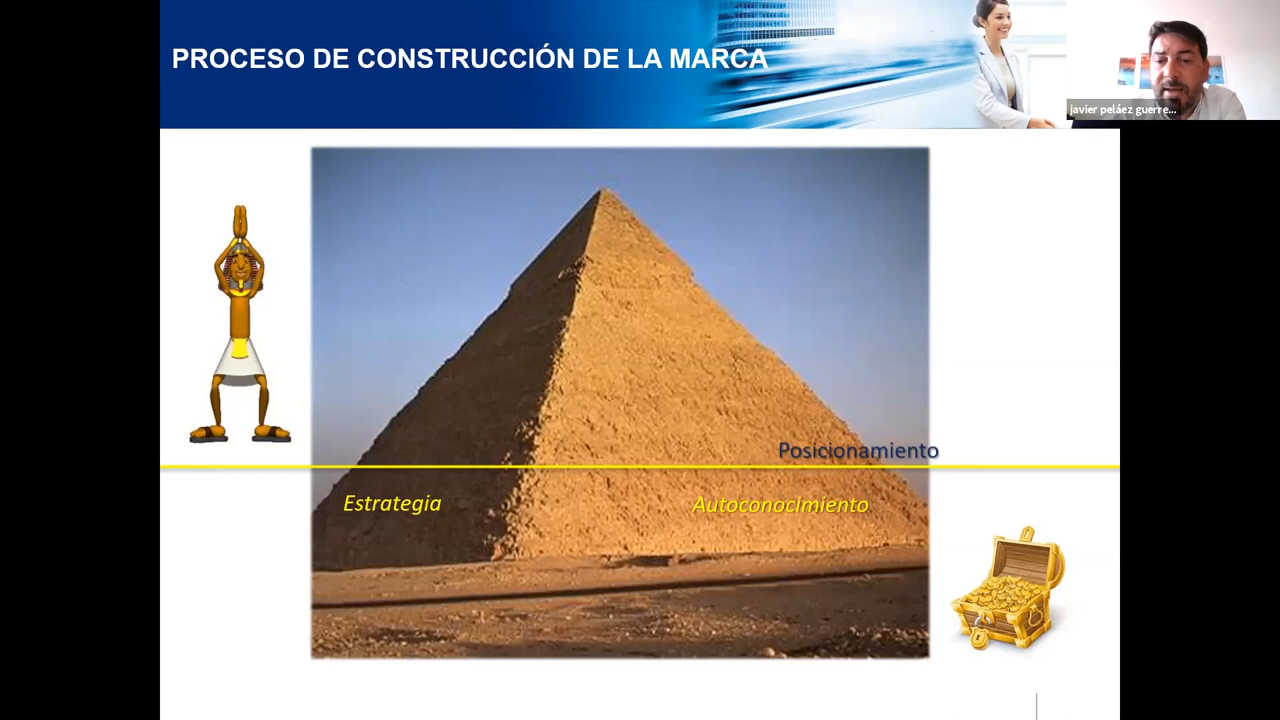 PROCESO DE CONSTRUCCIÓN DE LA MARCA
javier peláez guerre...
Posicionamiento
Estrategia
Autoconocimiento